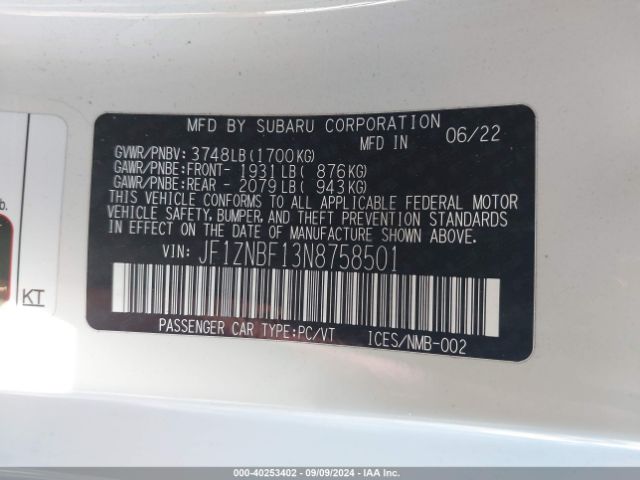 MFD BY SUBARU CORPORATION
MFD IN 06/22
GVWR/PNBV: 3748LB(1700KG)
GAWR/PNBE:FRONT- 1931LB( 876KG)
GAWR/PNBE:REAR - 2079LB( 943KG)
THIS VEHICLE CONFORMS TO ALL APPLICABLE FEDERAL MOTOR
VEHICLE SAFETY, BUMPER, AND THEFT PREVENTION STANDARDS
IN EFFECT ON THE DATE OF MANUFACTURE SHOWN ABOVE.
VIN: JF1ZNBF13N8758501
PASSENGER CAR TYPE:PC/VT ICES/NMB-002
b.
KT
000-40253402 - 09/09/2024 - IAA Inc.